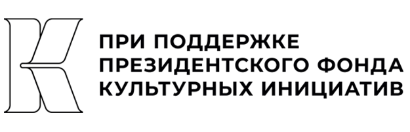 ПРИ ПОДДЕРЖКЕ
ПРЕЗИДЕНТСКОГО ФОНДА
КУЛЬТУРНЫХ ИНИЦИАТИВ